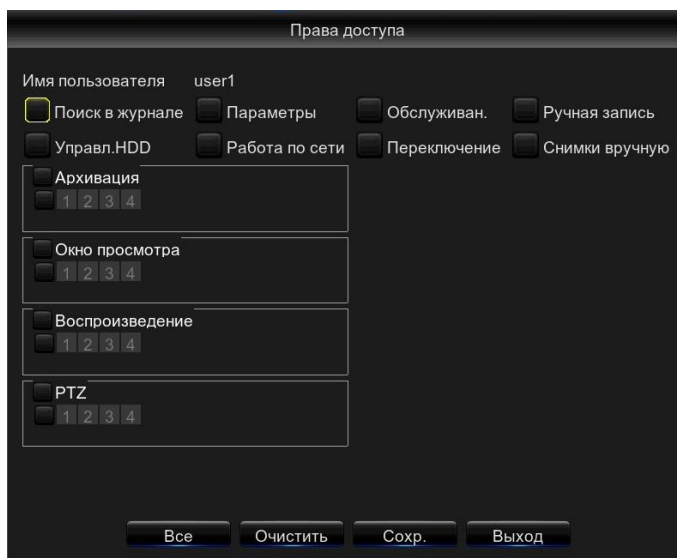 Права доступа
Имя пользователя user1
Поиск в журнале Параметры Обслуживан. Ручная запись
Управл.HDD Работа по сети Переключение Снимки вручную
Архивация
1 2 3 4
Окно просмотра
1 2 3 4
Воспроизведение
1 2 3 4
PTZ
1 2 3 4
Все Очистить Сохр. Выход